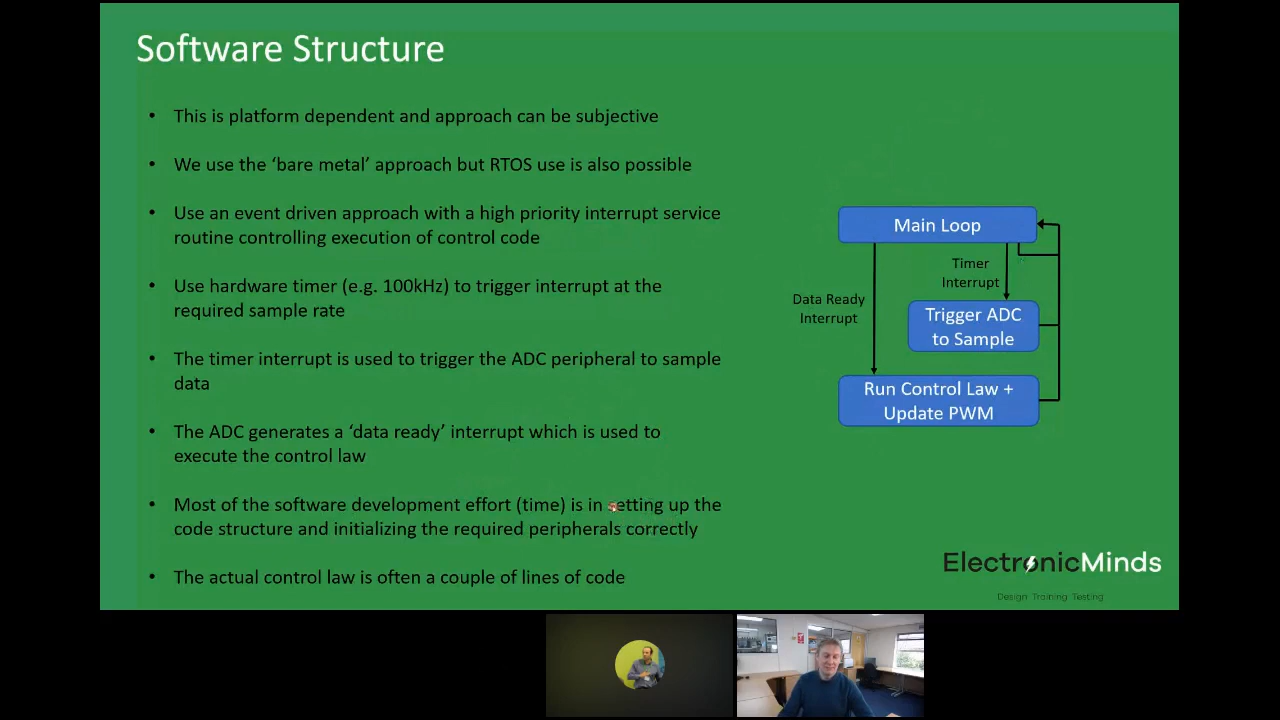 Software Structure
• This is platform dependent and approach can be subjective
• We use the ‘bare metal’ approach but RTOS use is also possible
• Use an event driven approach with a high priority interrupt service
routine controlling execution of control code
• Use hardware timer (e.g. 100kHz) to trigger interrupt at the
required sample rate
• The timer interrupt is used to trigger the ADC peripheral to sample
data
• The ADC generates a ‘data ready’ interrupt which is used to
execute the control law
• Most of the software development effort (time) is in setting up the
code structure and initializing the required peripherals correctly
• The actual control law is often a couple of lines of code
Main Loop
Timer
Interrupt
Data Ready
Interrupt
Trigger ADC
to Sample
Run Control Law +
Update PWM
ElectronicMinds
Design Training Testing